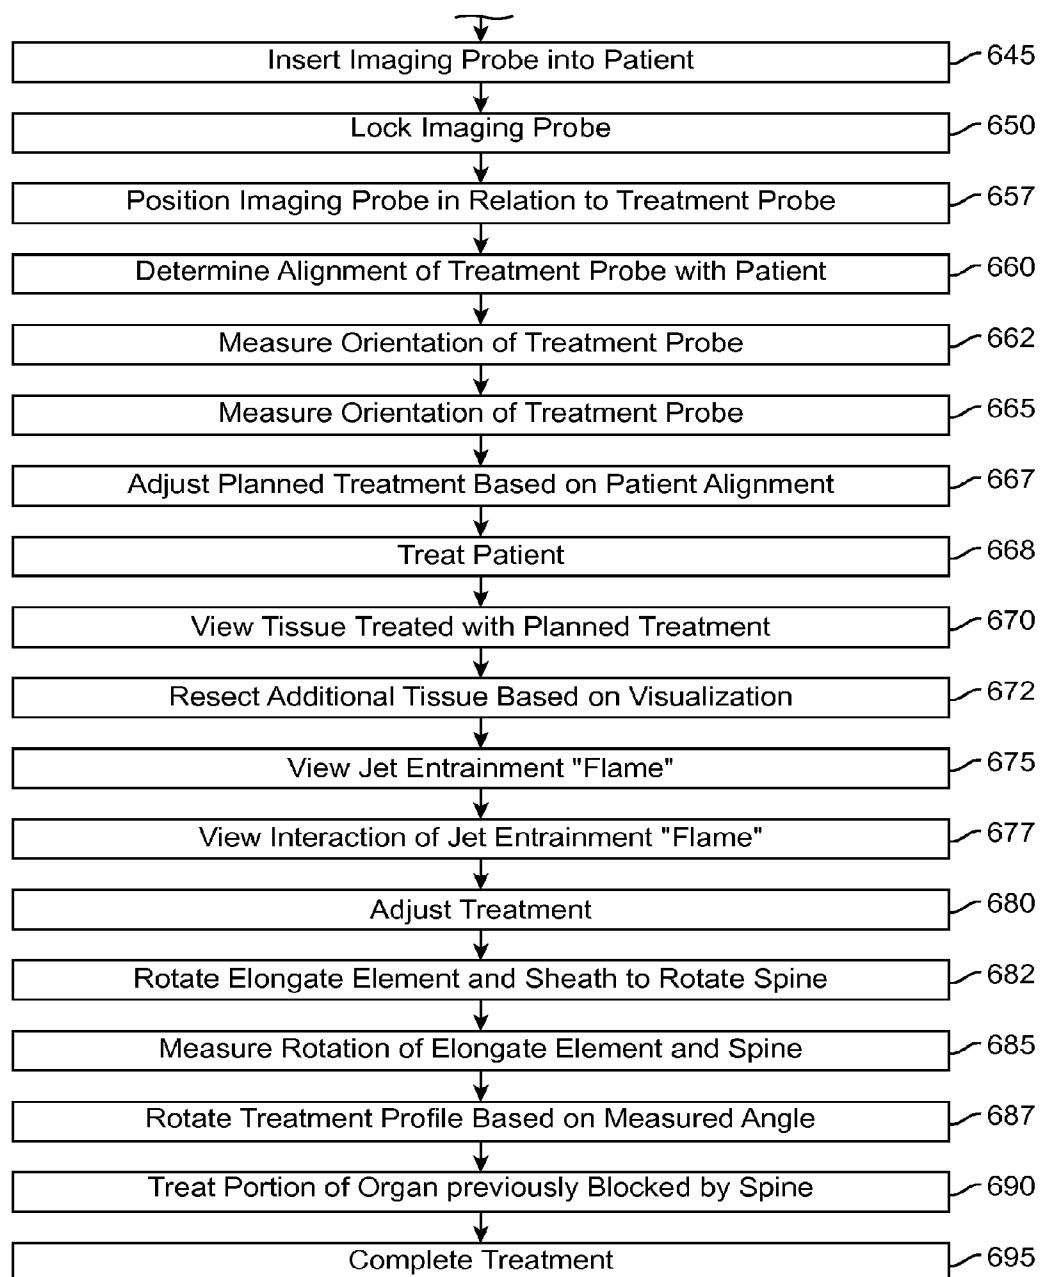 Insert Imaging Probe into Patient 645
Lock Imaging Probe 650
Position Imaging Probe in Relation to Treatment Probe 657
Determine Alignment of Treatment Probe with Patient 660
Measure Orientation of Treatment Probe 662
Measure Orientation of Treatment Probe 665
Adjust Planned Treatment Based on Patient Alignment 667
Treat Patient 668
View Tissue Treated with Planned Treatment 670
Resect Additional Tissue Based on Visualization 672
View Jet Entrainment "Flame" 675
View Interaction of Jet Entrainment "Flame" 677
Adjust Treatment 680
Rotate Elongate Element and Sheath to Rotate Spine 682
Measure Rotation of Elongate Element and Spine 685
Rotate Treatment Profile Based on Measured Angle 687
Treat Portion of Organ previously Blocked by Spine 690
Complete Treatment 695